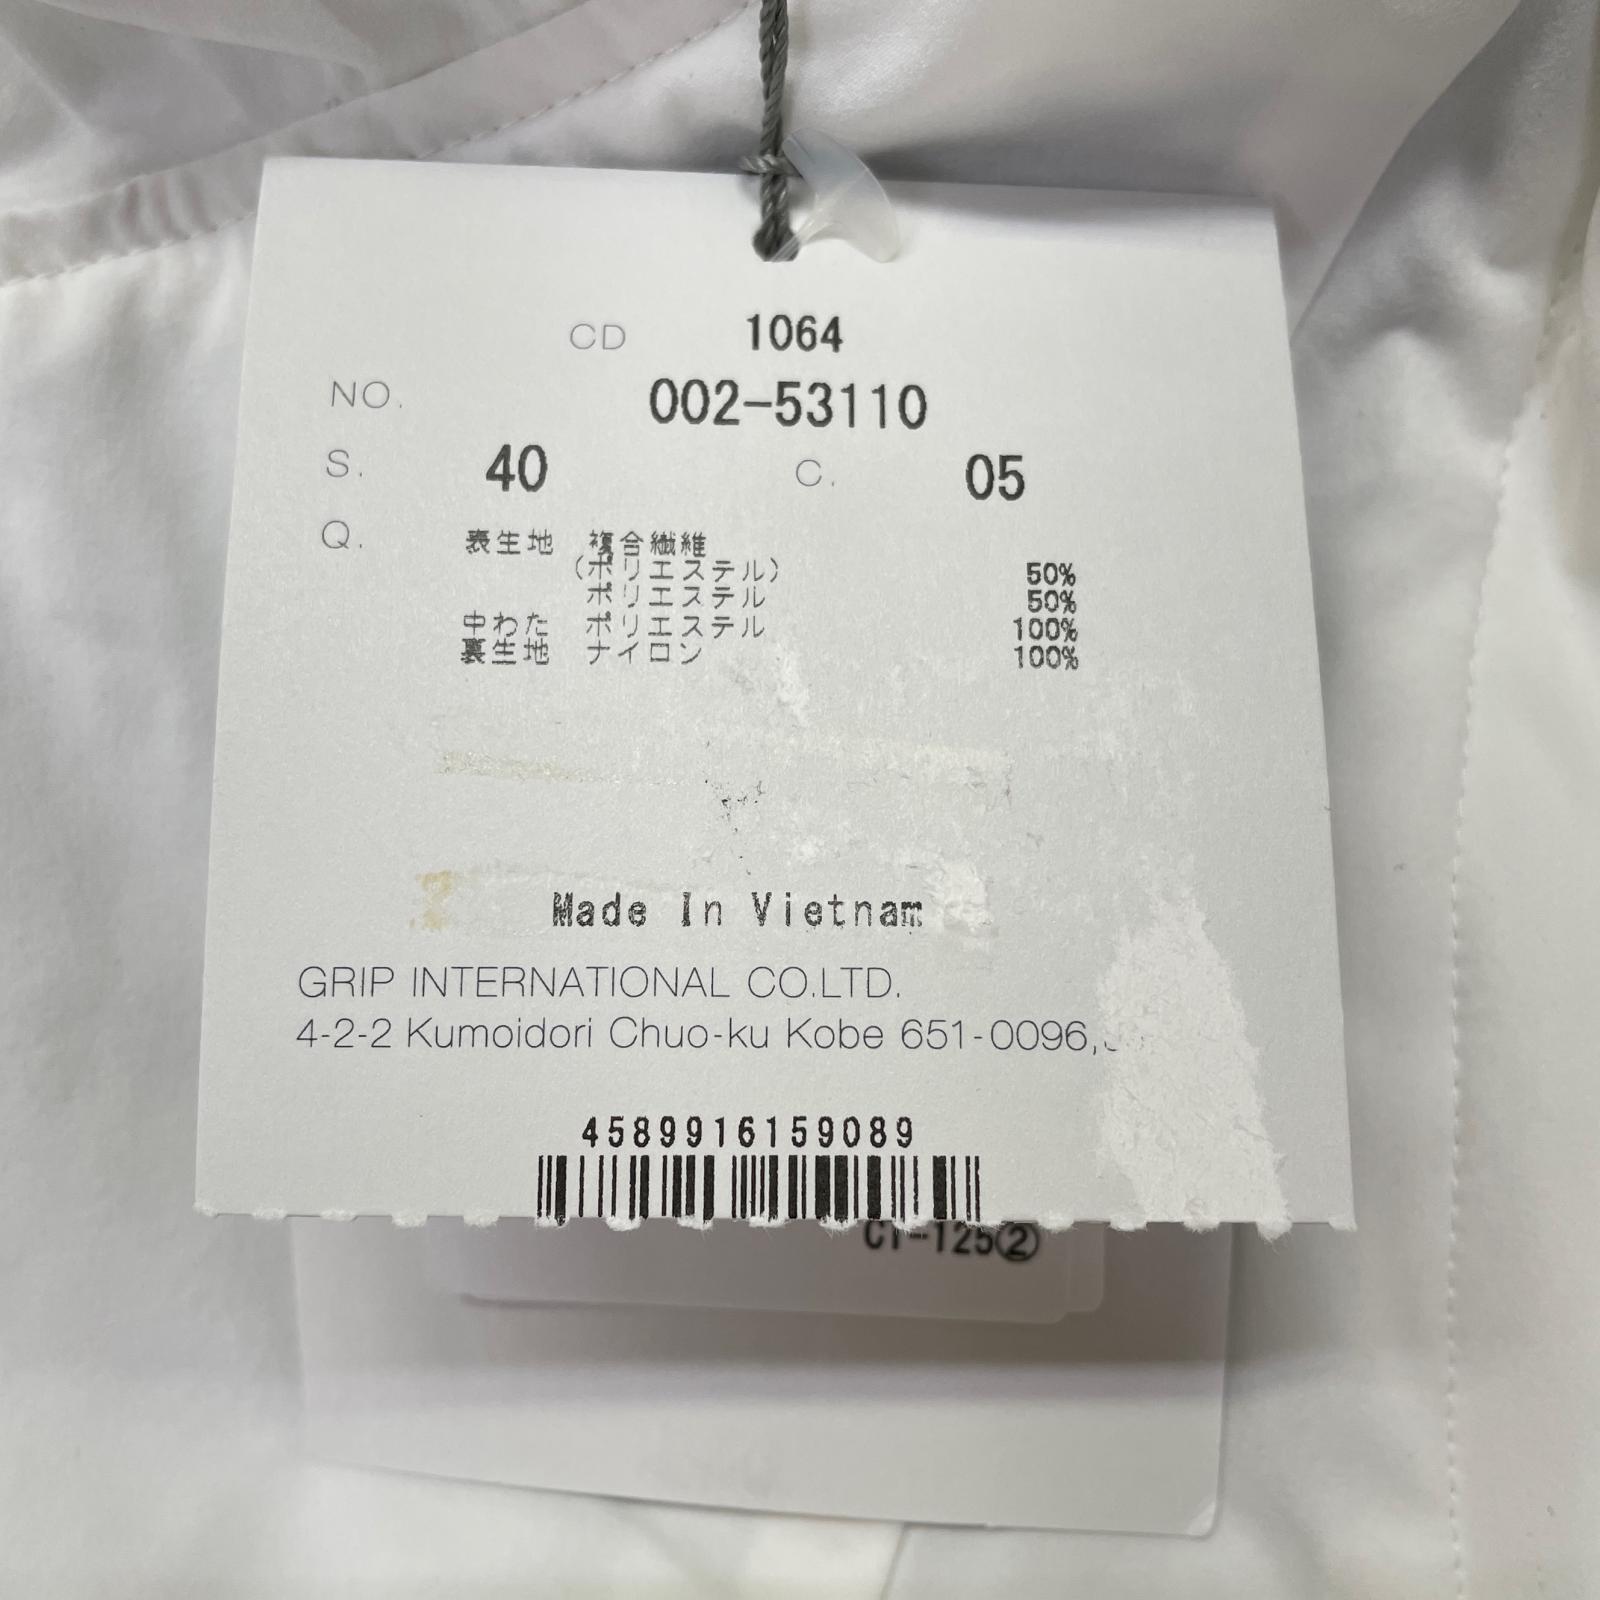 CD 1064
NO. 002-53110
S. 40 C. 05
Q. 表生地 複合繊維
(ポリエステル) 50%
ポリエステル 50%
中わた ポリエステル 100%
裏生地 ナイロン 100%
Made In Vietnam
GRIP INTERNATIONAL CO.LTD.
4-2-2 Kumoidori Chuo-ku Kobe 651-0096,
4589916159089
CT-125②